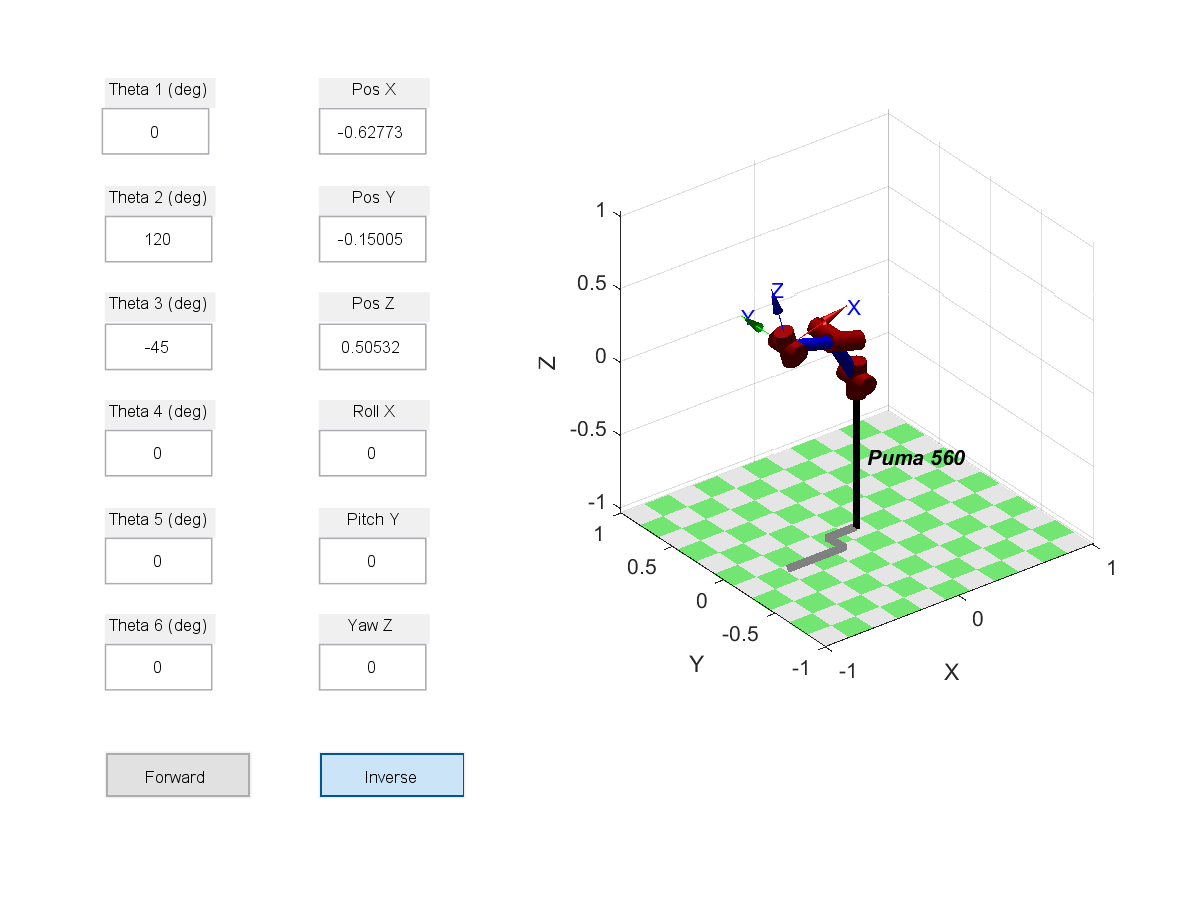 Theta 1 (deg)
0
Pos X
-0.62773
Theta 2 (deg)
120
Pos Y
-0.15005
Theta 3 (deg)
-45
Pos Z
0.50532
Theta 4 (deg)
0
Roll X
0
Theta 5 (deg)
0
Pitch Y
0
Theta 6 (deg)
0
Yaw Z
0
Forward
Inverse
1
0.5
0
-0.5
-1
Z
Z
Y
X
Puma 560
1
0.5
0
-0.5
-1
Y
-1
0
1
X